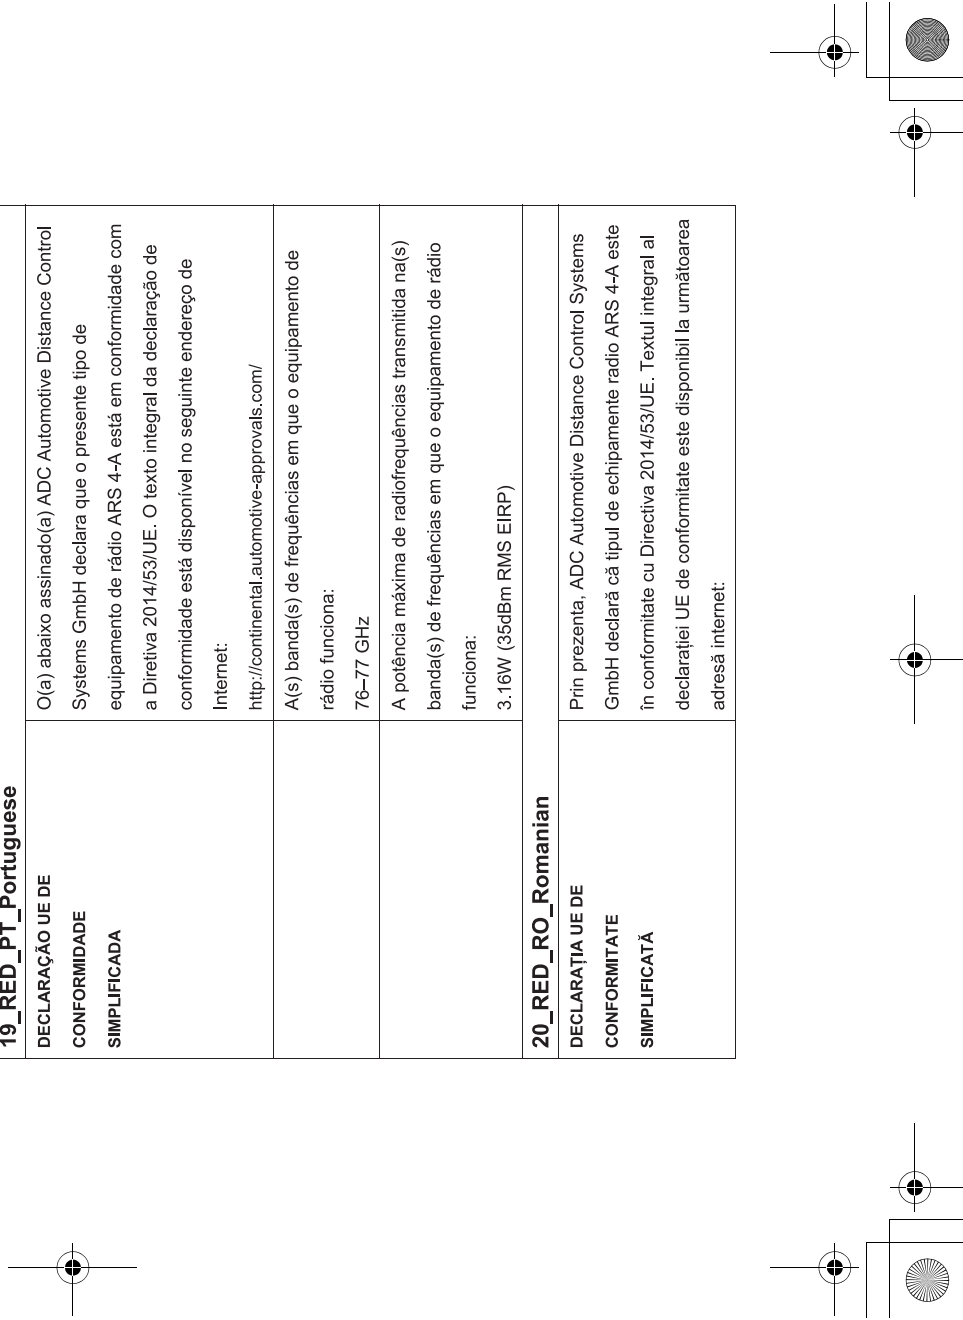 19_RED_PT_Portuguese
DECLARAÇÃO UE DE
CONFORMIDADE
SIMPLIFICADA
O(a) abaixo assinado(a) ADC Automotive Distance Control
Systems GmbH declara que o presente tipo de
equipamento de rádio ARS 4-A está em conformidade com
a Diretiva 2014/53/UE. O texto integral da declaração de
conformidade está disponível no seguinte endereço de
Internet:
http://continental.automotive-approvals.com/
A(s) banda(s) de frequências em que o equipamento de
rádio funciona:
76–77 GHz
A potência máxima de radiofrequências transmitida na(s)
banda(s) de frequências em que o equipamento de rádio
funciona:
3.16W (35dBm RMS EIRP)
20_RED_RO_Romanian
DECLARAȚIA UE DE
CONFORMITATE
SIMPLIFICATĂ
Prin prezenta, ADC Automotive Distance Control Systems
GmbH declară că tipul de echipamente radio ARS 4-A este
în conformitate cu Directiva 2014/53/UE. Textul integral al
declarației UE de conformitate este disponibil la următoarea
adresă internet: